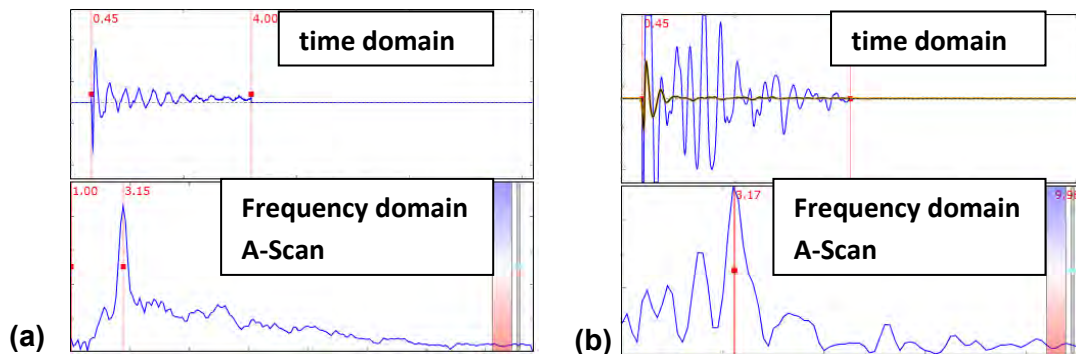 0.45
4.00
time domain
1.00
3.15
Frequency domain
A-Scan
(a)
0.45
time domain
3.17
Frequency domain
A-Scan
(b)